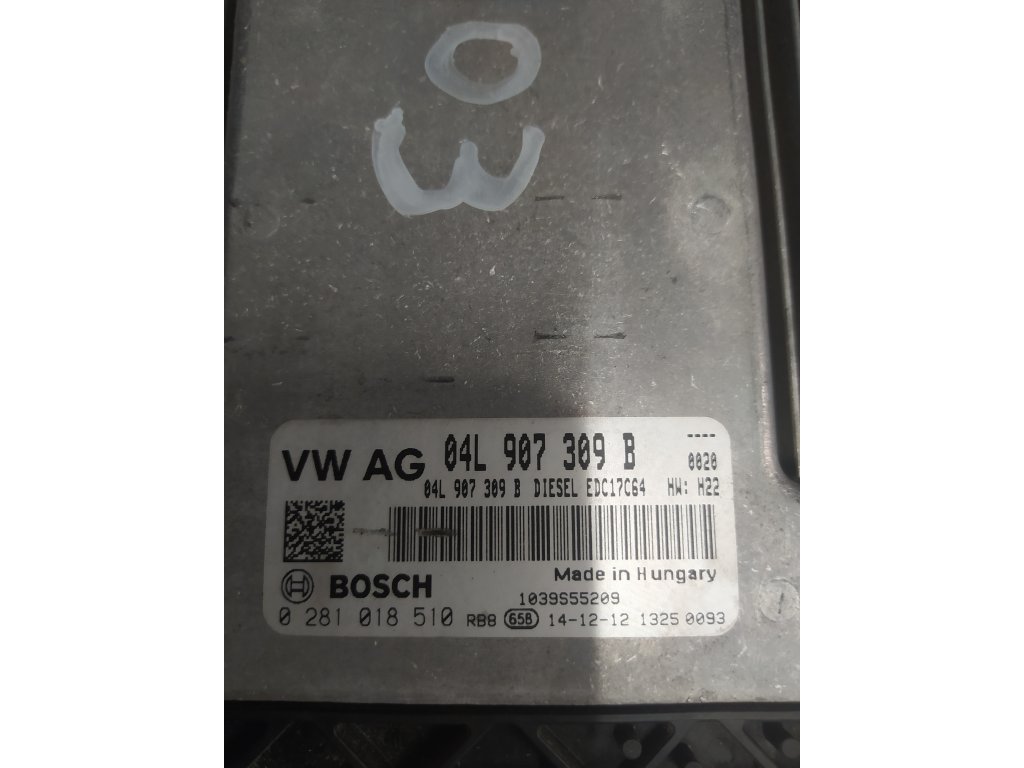 03
VW AG 04L 907 309 B ----
0020
04L 907 309 B DIESEL EDC17C64 HW: H22
BOSCH Made in Hungary
1039S55209
0 281 018 510 RB8 658 14-12-12 1325 0093